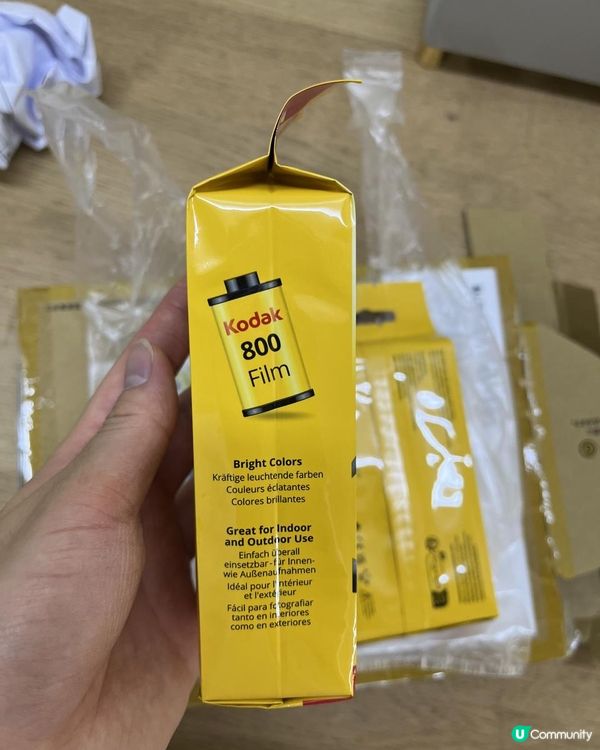 Kodak
800
Film
Bright Colors
Kräftige leuchtende farben
Couleurs éclatantes
Colores brillantes
Great for Indoor
and Outdoor Use
Einfach überall
einsetzbar - für Innen-
wie Außenaufnahmen
Idéal pour l'intérieur
et l'extérieur
Fácil para fotografiar
tanto en interiores
como en exteriores
U Community